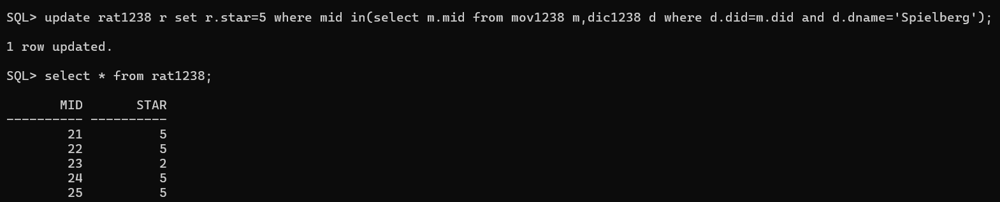 SQL> update rat1238 r set r.star=5 where mid in(select m.mid from mov1238 m,dic1238 d where d.did=m.did and d.dname='Spielberg');
1 row updated.
SQL> select * from rat1238;
MID STAR
---------- ----------
21 5
22 5
23 2
24 5
25 5